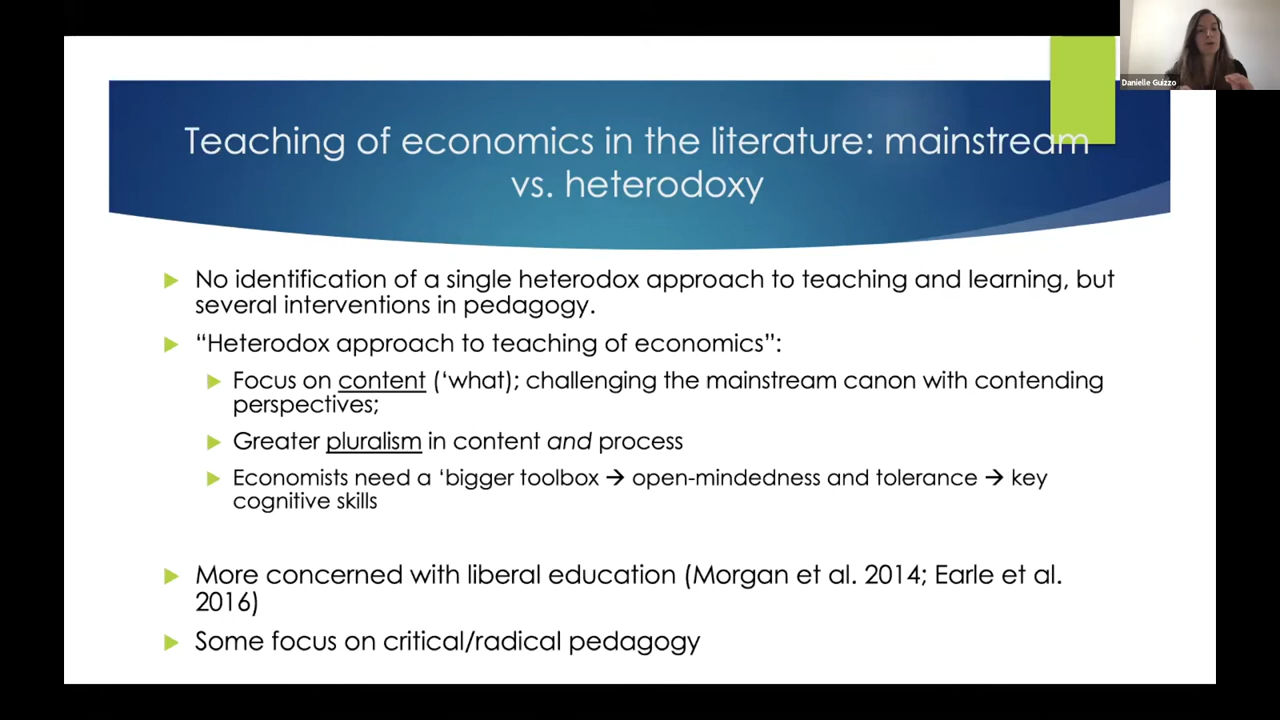 Danielle Guizzo
Teaching of economics in the literature: mainstream
vs. heterodoxy
No identification of a single heterodox approach to teaching and learning, but
several interventions in pedagogy.
“Heterodox approach to teaching of economics”:
Focus on content (‘what); challenging the mainstream canon with contending
perspectives;
Greater pluralism in content and process
Economists need a ‘bigger toolbox → open-mindedness and tolerance → key
cognitive skills
More concerned with liberal education (Morgan et al. 2014; Earle et al.
2016)
Some focus on critical/radical pedagogy